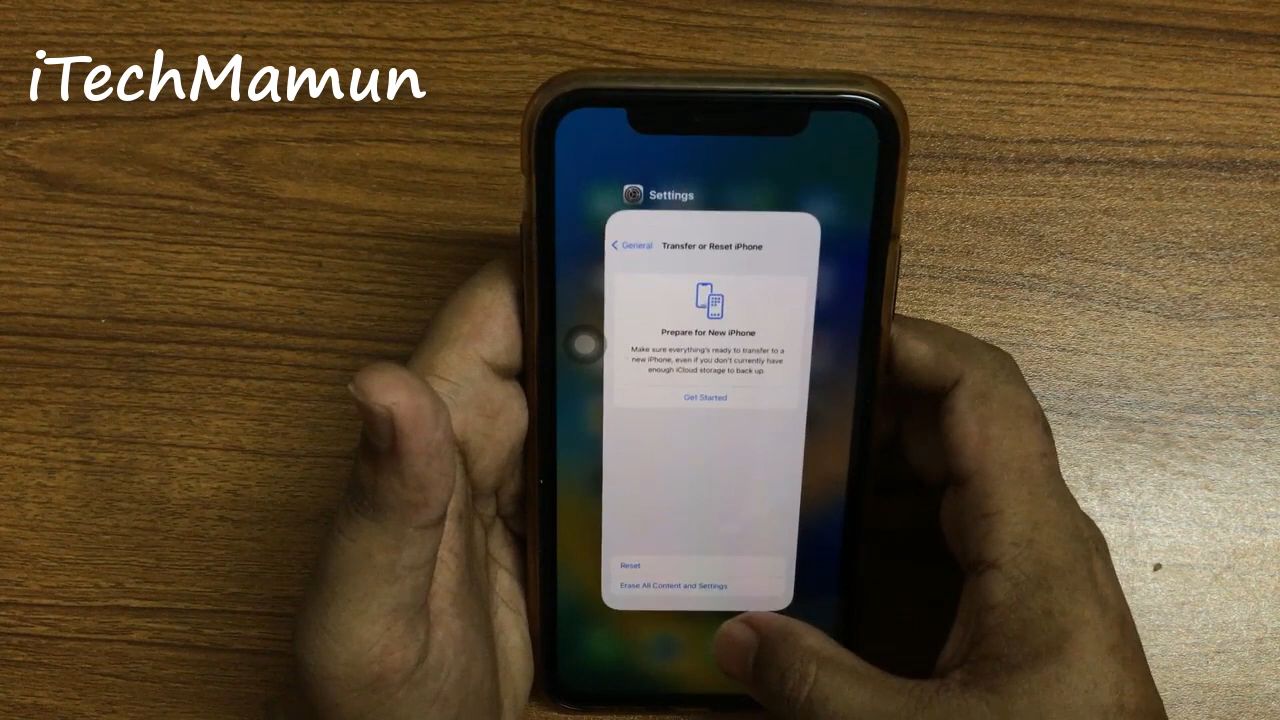 iTechMamun
Settings
General
Transfer or Reset iPhone
Prepare for New iPhone
Make sure everything's ready to transfer to a
new iPhone, even if you don't currently have
enough iCloud storage to back up.
Get Started
Reset
Erase All Content and Settings